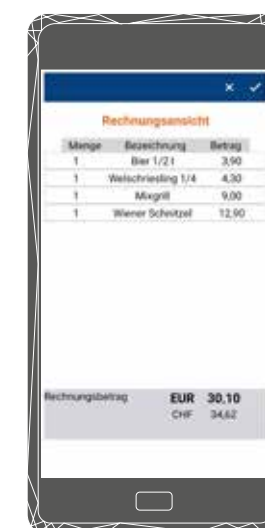 Rechnungsansicht
Menge Bezeichnung Betrag
1 Bier 1/2 l 3,90
1 Welschriesling 1/4 4,30
1 Mixgrill 9,00
1 Wiener Schnitzel 12,90
Rechnungsbetrag EUR 30,10
CHF 34,62